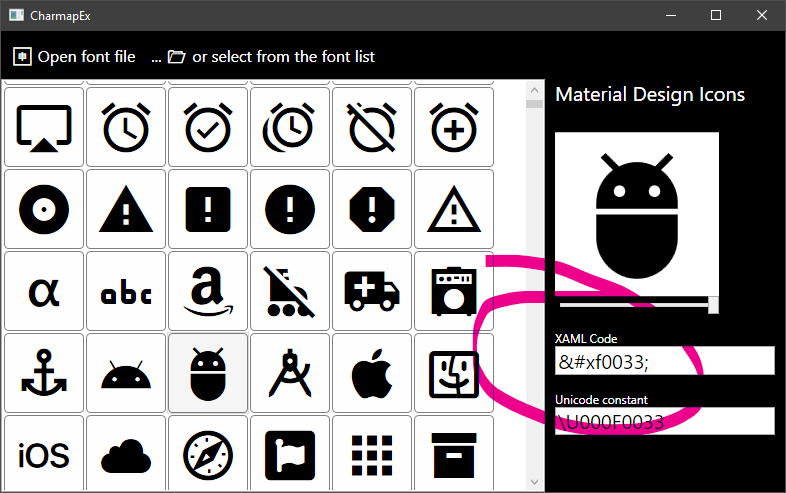 CharmapEx
Open font file ... or select from the font list
Material Design Icons
α
abc
a
iOS
XAML Code
&#xf0033;
Unicode constant
\U000F0033